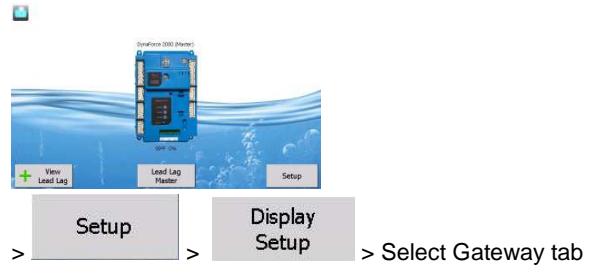 DynaForce 2000 (Master)
View
Lead Lag
Lead Lag
Master
Setup
> Setup > Display
Setup > Select Gateway tab